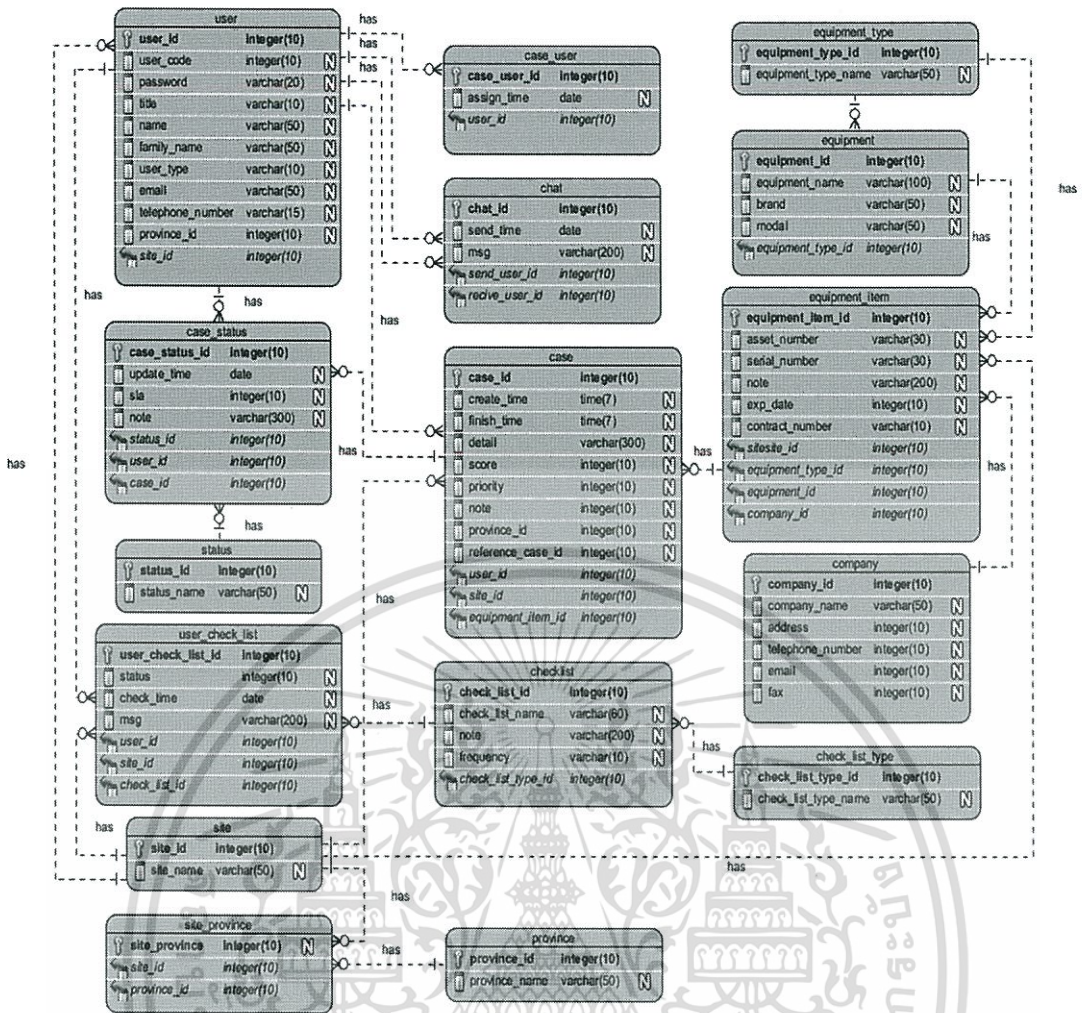 user
user_id integer(10)
user_code integer(10) N
password varchar(20) N
title varchar(10) N
name varchar(50) N
family_name varchar(50) N
user_type varchar(10) N
email varchar(50) N
telephone_number varchar(15) N
province_id integer(10) N
site_id integer(10)
has
has
has
case_user
case_user_id integer(10)
assign_time date N
user_id integer(10)
chat
chat_id integer(10)
send_time date N
msg varchar(200) N
send_user_id integer(10)
recive_user_id integer(10)
equipment_type
equipment_type_id integer(10)
equipment_type_name varchar(50) N
equipment
equipment_id integer(10)
equipment_name varchar(100) N
brand varchar(50) N
modal varchar(50) N
equipment_type_id integer(10)
has
has
equipment_item
equipment_item_id integer(10)
asset_number varchar(30) N
serial_number varchar(30) N
note varchar(200) N
exp_date integer(10) N
contract_number varchar(10) N
sitesite_id integer(10)
equipment_type_id integer(10)
equipment_id integer(10)
company_id integer(10)
has
has
has
case_status
case_status_id integer(10)
update_time date N
sla integer(10) N
note varchar(300) N
status_id integer(10)
user_id integer(10)
case_id integer(10)
has
has
case
case_id integer(10)
create_time time(7) N
finish_time time(7) N
detail varchar(300) N
score integer(10) N
priority integer(10) N
note integer(10) N
province_id integer(10) N
reference_case_id integer(10) N
user_id integer(10)
site_id integer(10)
equipment_item_id integer(10)
has
has
has
has
status
status_id integer(10)
status_name varchar(50) N
company
company_id integer(10)
company_name varchar(50) N
address integer(10) N
telephone_number integer(10) N
email integer(10) N
fax integer(10) N
has
user_check_list
user_check_list_id integer(10)
status integer(10) N
check_time date N
msg varchar(200) N
user_id integer(10)
site_id integer(10)
check_list_id integer(10)
has
checklist
check_list_id integer(10)
check_list_name varchar(60) N
note varchar(200) N
frequency varchar(10) N
check_list_type_id integer(10)
has
check_list_type
check_list_type_id integer(10)
check_list_type_name varchar(50) N
has
site
site_id integer(10)
site_name varchar(50) N
has
has
site_province
site_province integer(10) N
site_id integer(10)
province_id integer(10)
has
province
province_id integer(10)
province_name varchar(50) N